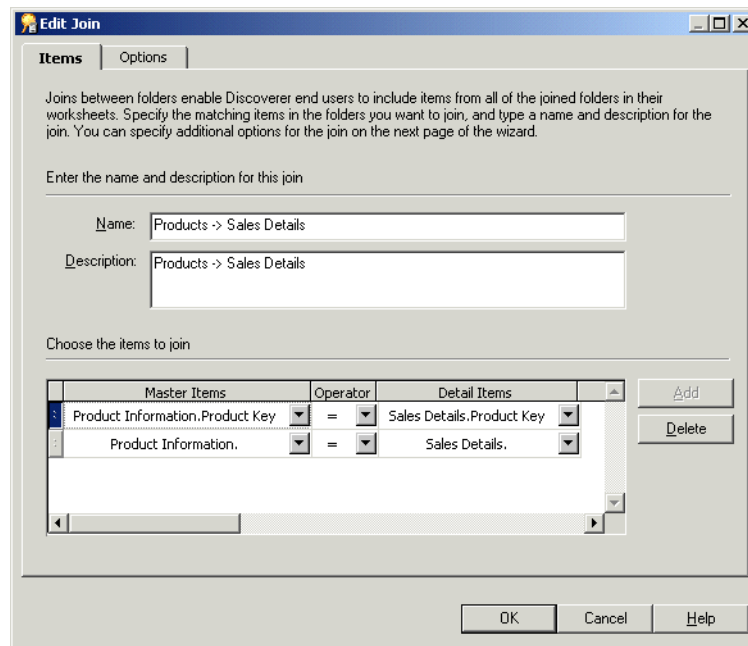 Edit Join
Items
Options
Joins between folders enable Discoverer end users to include items from all of the joined folders in their
worksheets. Specify the matching items in the folders you want to join, and type a name and description for the
join. You can specify additional options for the join on the next page of the wizard.
Enter the name and description for this join
Name: Products -> Sales Details
Description: Products -> Sales Details
Choose the items to join
Master Items Operator Detail Items
Product Information.Product Key = Sales Details.Product Key
Product Information. = Sales Details.
Add
Delete
OK Cancel Help